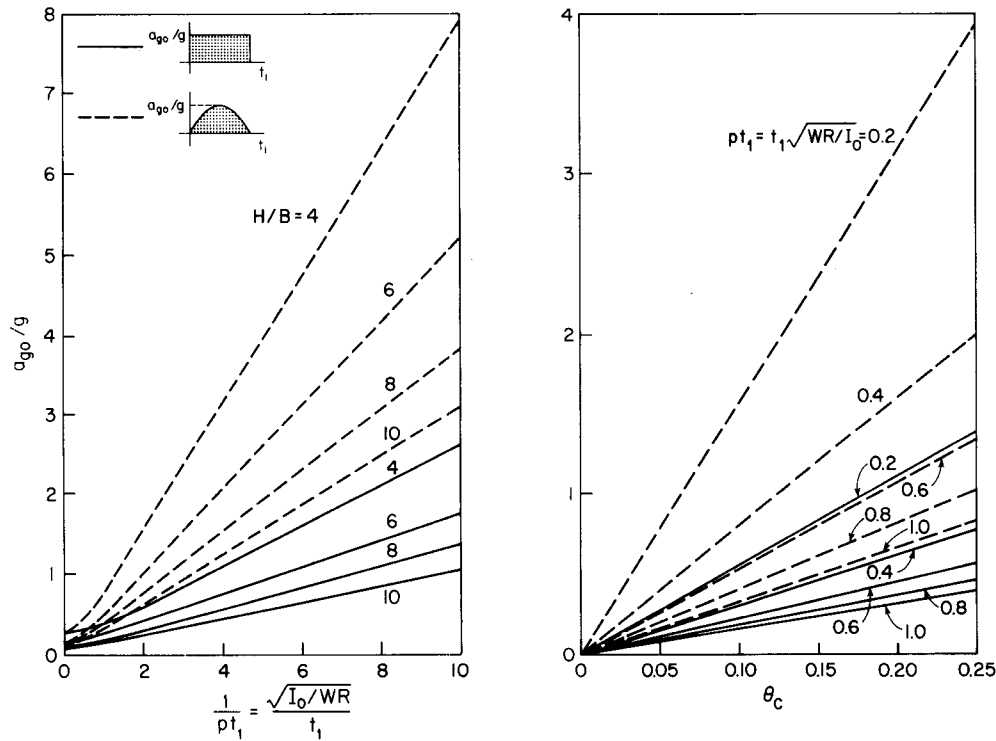 8
7
6
5
4
3
2
1
0
a_go/g
a_go/g
t_1
a_go/g
t_1
H/B=4
6
8
10
4
6
8
10
0 2 4 6 8 10
1/pt_1 = √(I_0/WR)/t_1
4
3
2
1
0
pt_1 = t_1√(WR/I_0)=0.2
0.4
0.2
0.6
0.8
1.0
0.4
0.6
1.0
0.8
0 0.05 0.10 0.15 0.20 0.25
θ_c